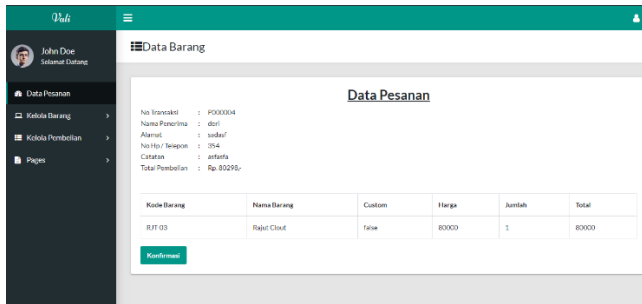 Vali
John Doe
Selamat Datang
Data Pesanan
Kelola Barang
Kelola Pembelian
Pages
Data Barang
Data Pesanan
No Transaksi : P000004
Nama Penerima : dori
Alamat : sadasf
No Hp / Telepon : 354
Catatan : asfasfa
Total Pembelian : Rp. 80298,-
Kode Barang Nama Barang Custom Harga Jumlah Total
RJT-03 Rajut Clout false 80000 1 80000
Konfirmasi